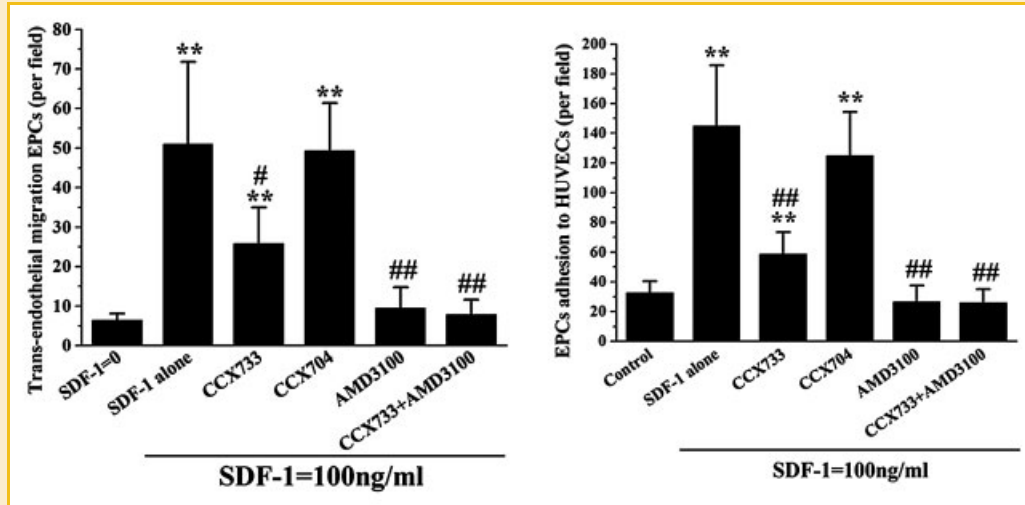 Trans-endothelial migration EPCs (per field)
80
70
60
50
40
30
20
10
0
**
#
**
**
##
##
SDF-1=0
SDF-1 alone
CCX733
CCX704
AMD3100
CCX733+AMD3100
SDF-1=100ng/ml
EPCs adhesion to HUVECs (per field)
200
180
160
140
120
100
80
60
40
20
0
**
##
**
**
##
##
Control
SDF-1 alone
CCX733
CCX704
AMD3100
CCX733+AMD3100
SDF-1=100ng/ml